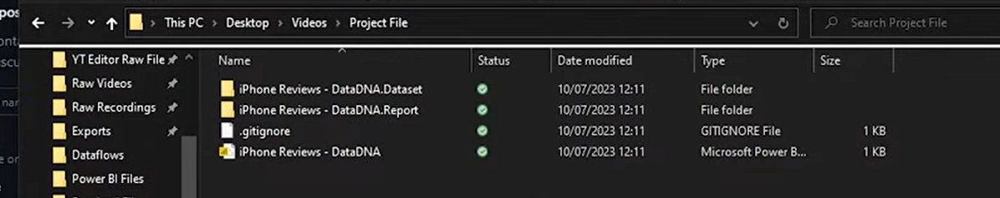 pos
This PC > Desktop > Videos > Project File
Search Project File
Name Status Date modified Type Size
YT Editor Raw File
Raw Videos
Raw Recordings
Exports
Dataflows
Power BI Files
iPhone Reviews - DataDNA.Dataset 10/07/2023 12:11 File folder
iPhone Reviews - DataDNA.Report 10/07/2023 12:11 File folder
.gitignore 10/07/2023 12:11 GITIGNORE File 1 KB
iPhone Reviews - DataDNA 10/07/2023 12:11 Microsoft Power B... 1 KB